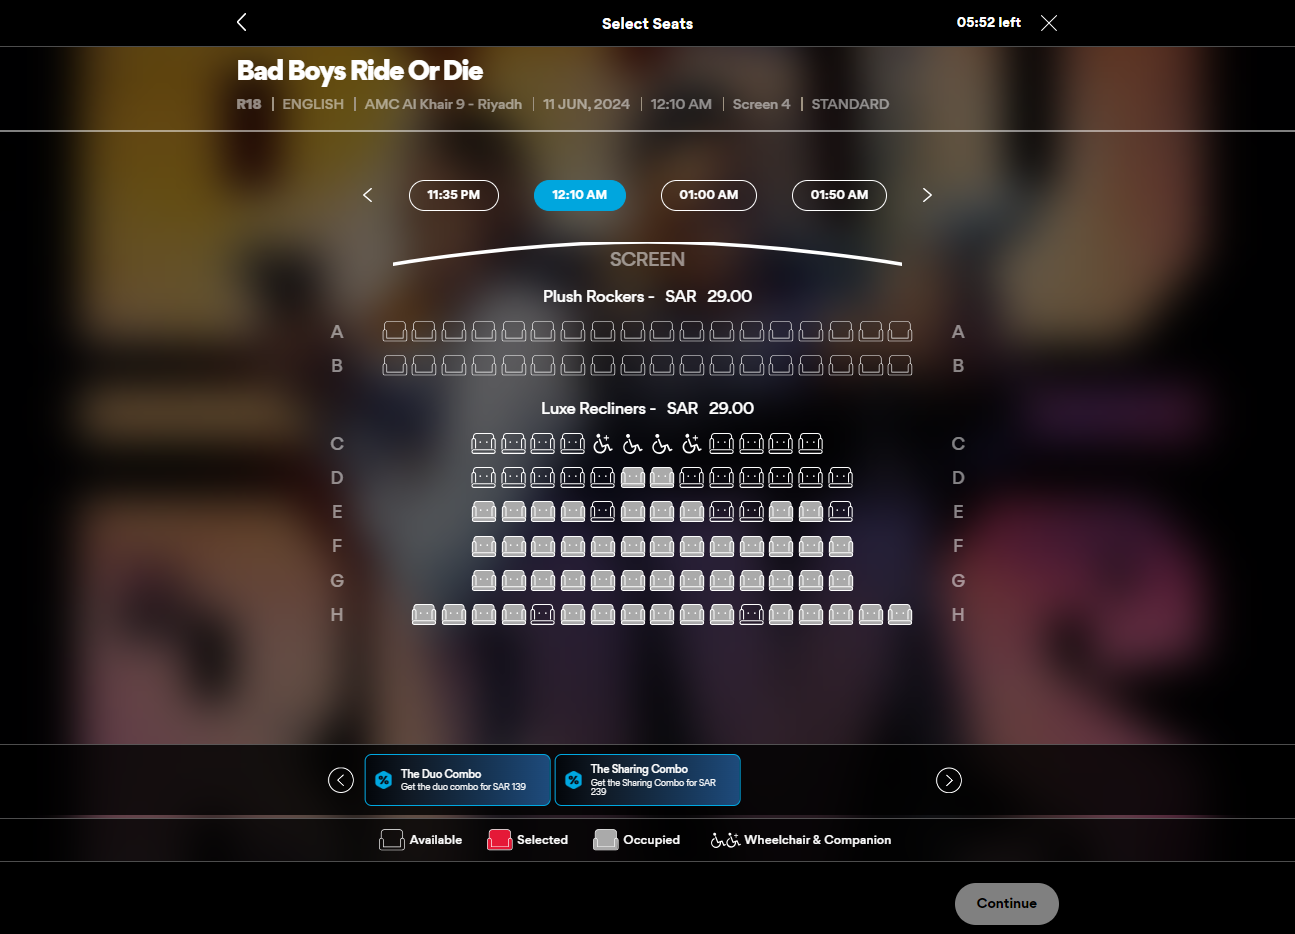 Select Seats
05:52 left
Bad Boys Ride Or Die
R18 | ENGLISH | AMC Al Khair 9 - Riyadh | 11 JUN, 2024 | 12:10 AM | Screen 4 | STANDARD
11:35 PM
12:10 AM
01:00 AM
01:50 AM
SCREEN
Plush Rockers - SAR 29.00
A A
B B
Luxe Recliners - SAR 29.00
C C
D D
E E
F F
G G
H H
The Duo Combo
Get the duo combo for SAR 139
The Sharing Combo
Get the Sharing Combo for SAR
239
Available
Selected
Occupied
Wheelchair & Companion
Continue